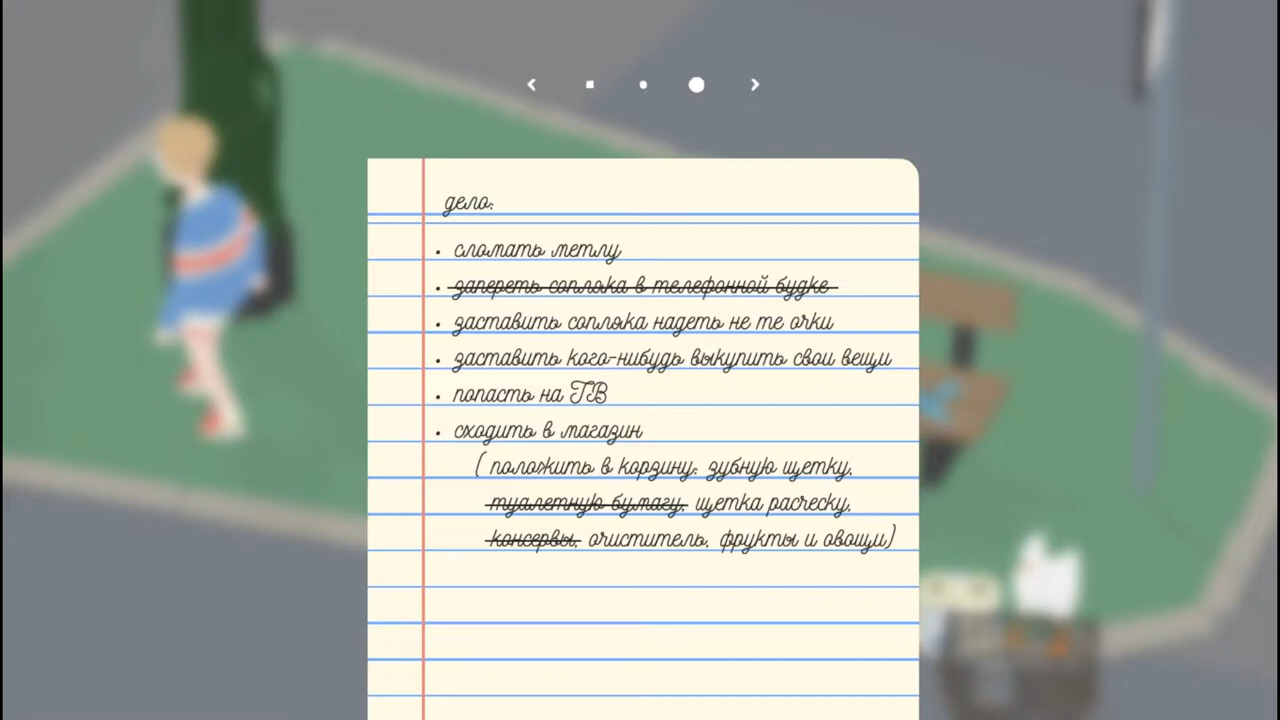 дело:
• сломать метлу
• запереть сопляка в телефонной будке
• заставить сопляка надеть не те очки
• заставить кого-нибудь выкупить свои вещи
• попасть на ТВ
• сходить в магазин
( положить в корзину: зубную щетку,
туалетную бумагу, щетка расческу,
консервы, очиститель, фрукты и овощи)